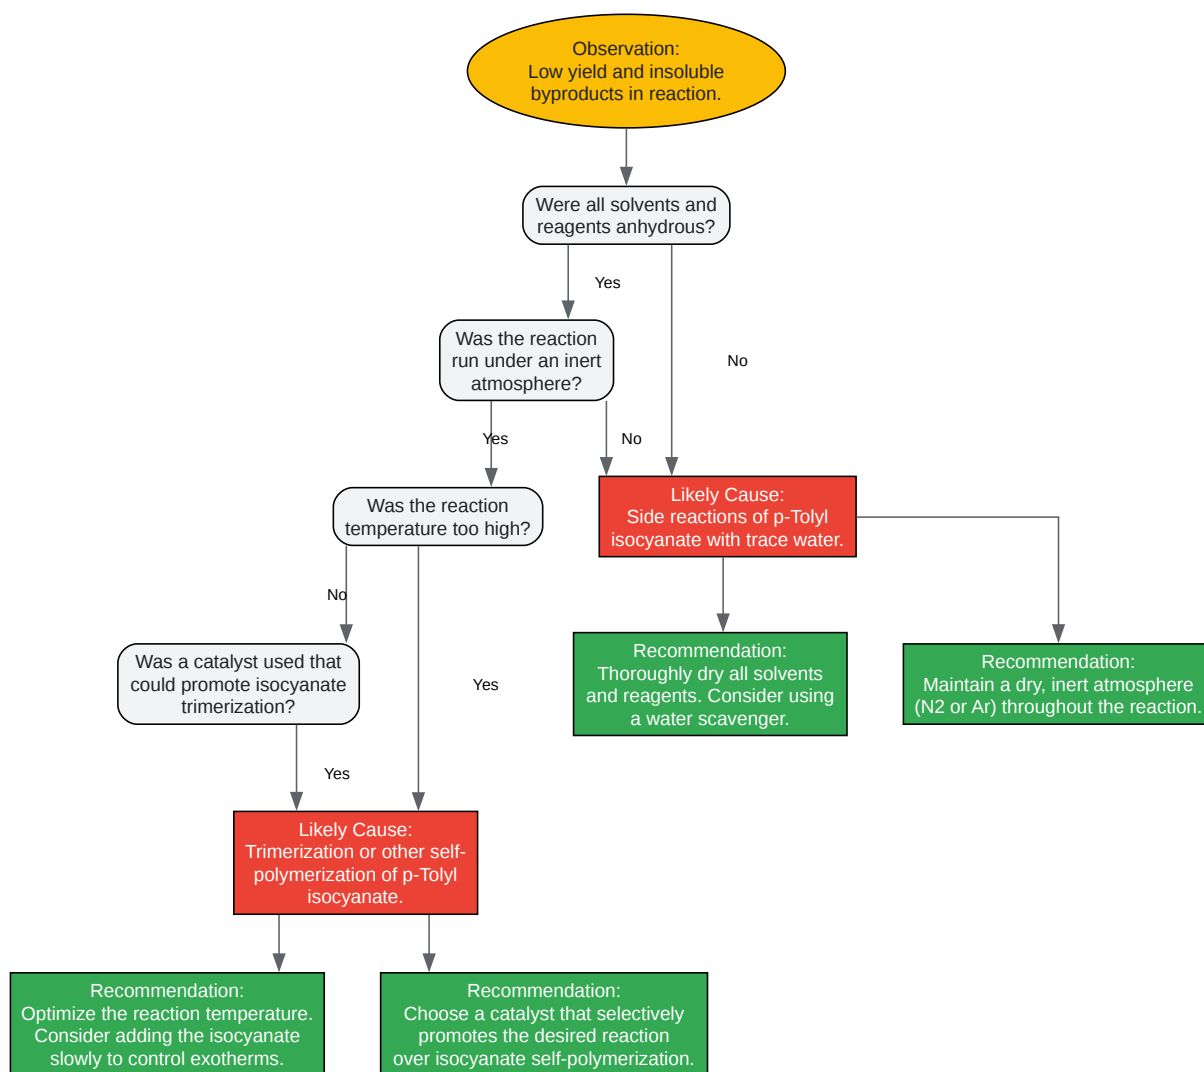 Observation:
Low yield and insoluble
byproducts in reaction.
Were all solvents and
reagents anhydrous?
Yes
No
Was the reaction
run under an inert
atmosphere?
Yes
No
Was the reaction
temperature too high?
No
Yes
Likely Cause:
Side reactions of p-Tolyl
isocyanate with trace water.
Recommendation:
Thoroughly dry all solvents
and reagents. Consider using
a water scavenger.
Recommendation:
Maintain a dry, inert atmosphere
(N2 or Ar) throughout the reaction.
Was a catalyst used that
could promote isocyanate
trimerization?
Yes
Likely Cause:
Trimerization or other self-
polymerization of p-Tolyl
isocyanate.
Recommendation:
Optimize the reaction temperature.
Consider adding the isocyanate
slowly to control exotherms.
Recommendation:
Choose a catalyst that selectively
promotes the desired reaction
over isocyanate self-polymerization.